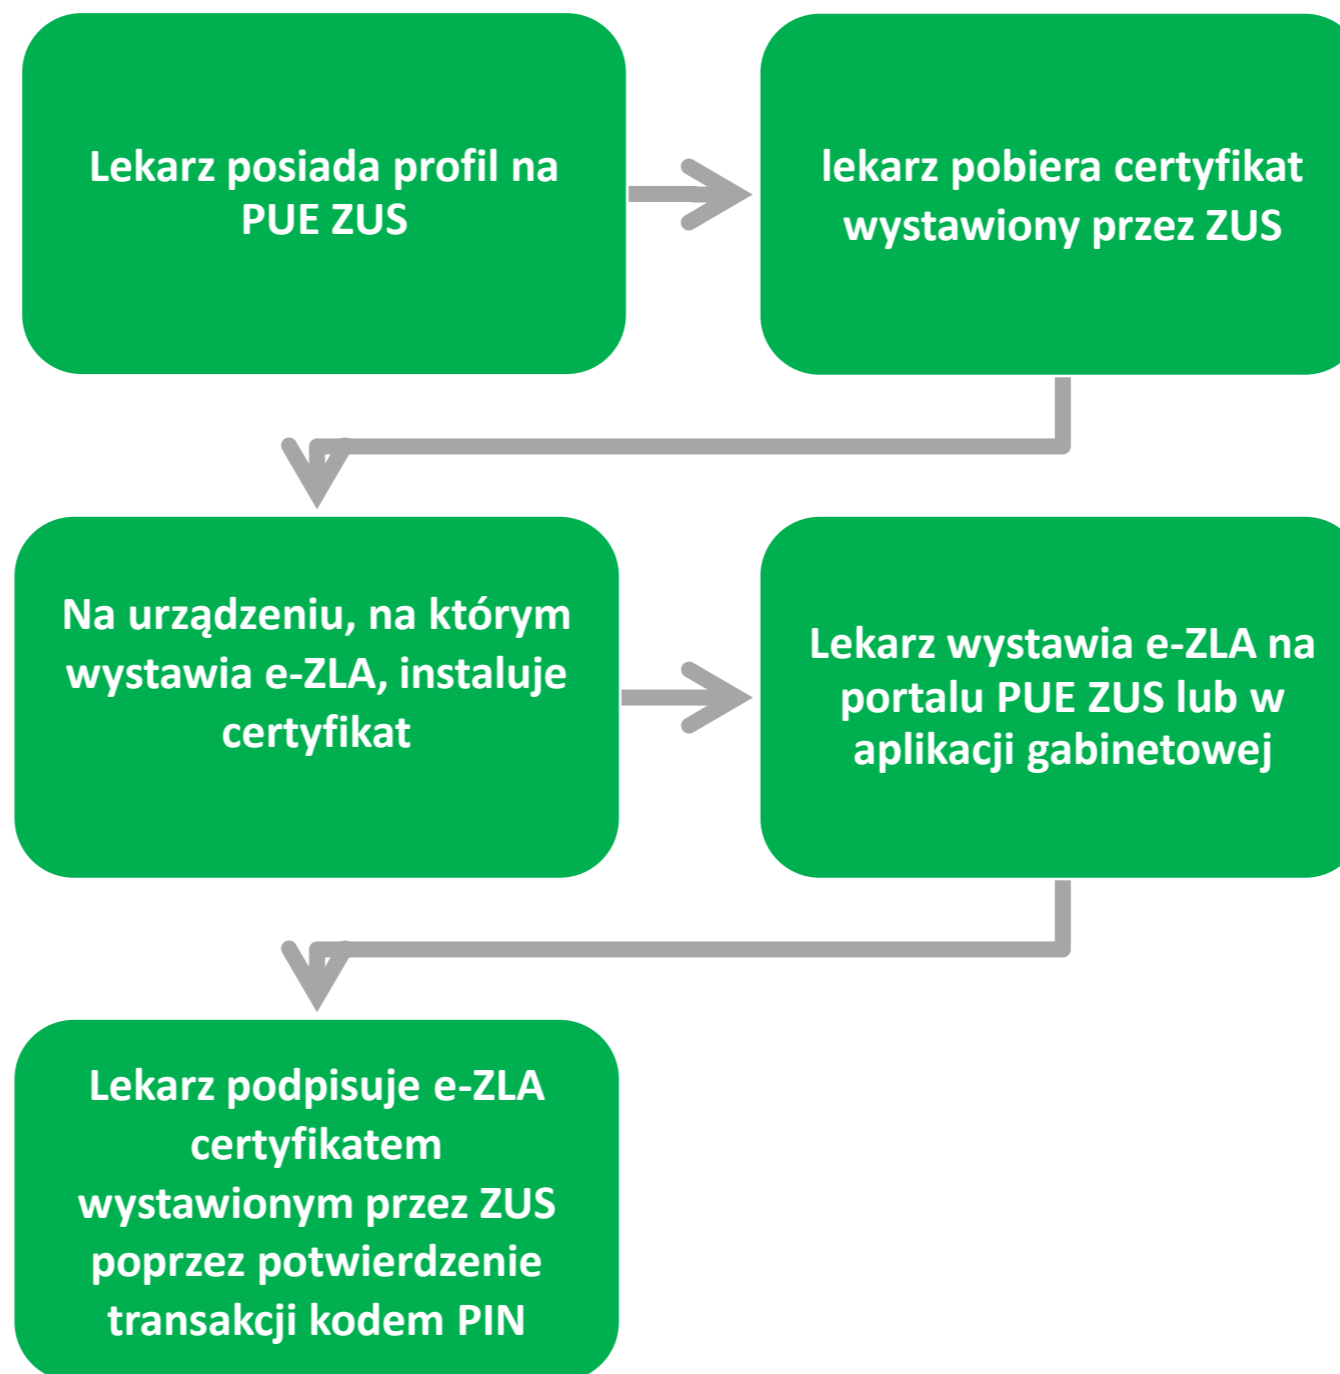 Lekarz posiada profil na
PUE ZUS
lekarz pobiera certyfikat
wystawiony przez ZUS
Na urządzeniu, na którym
wystawia e-ZLA, instaluje
certyfikat
Lekarz wystawia e-ZLA na
portalu PUE ZUS lub w
aplikacji gabinetowej
Lekarz podpisuje e-ZLA
certyfikatem
wystawionym przez ZUS
poprzez potwierdzenie
transakcji kodem PIN